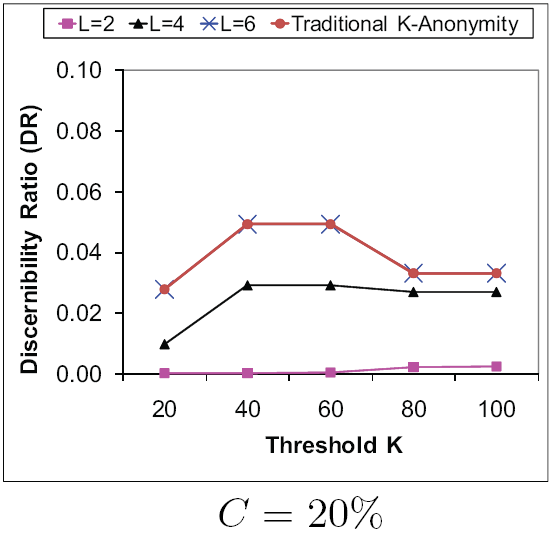 L=2 L=4 L=6 Traditional K-Anonymity
0.10
0.08
0.06
0.04
0.02
0.00
Discernibility Ratio (DR)
20 40 60 80 100
Threshold K
C = 20%